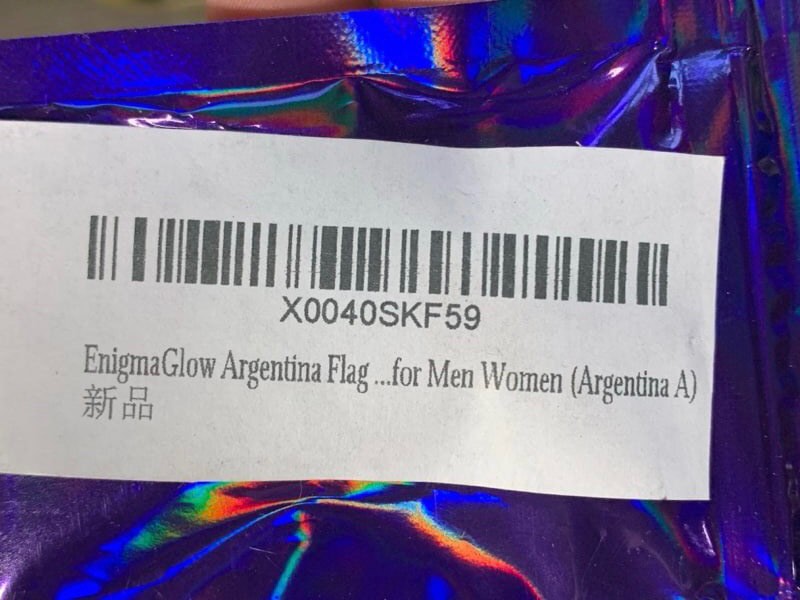 X0040SKF59
EnigmaGlow Argentina Flag ...for Men Women (Argentina A)
新品